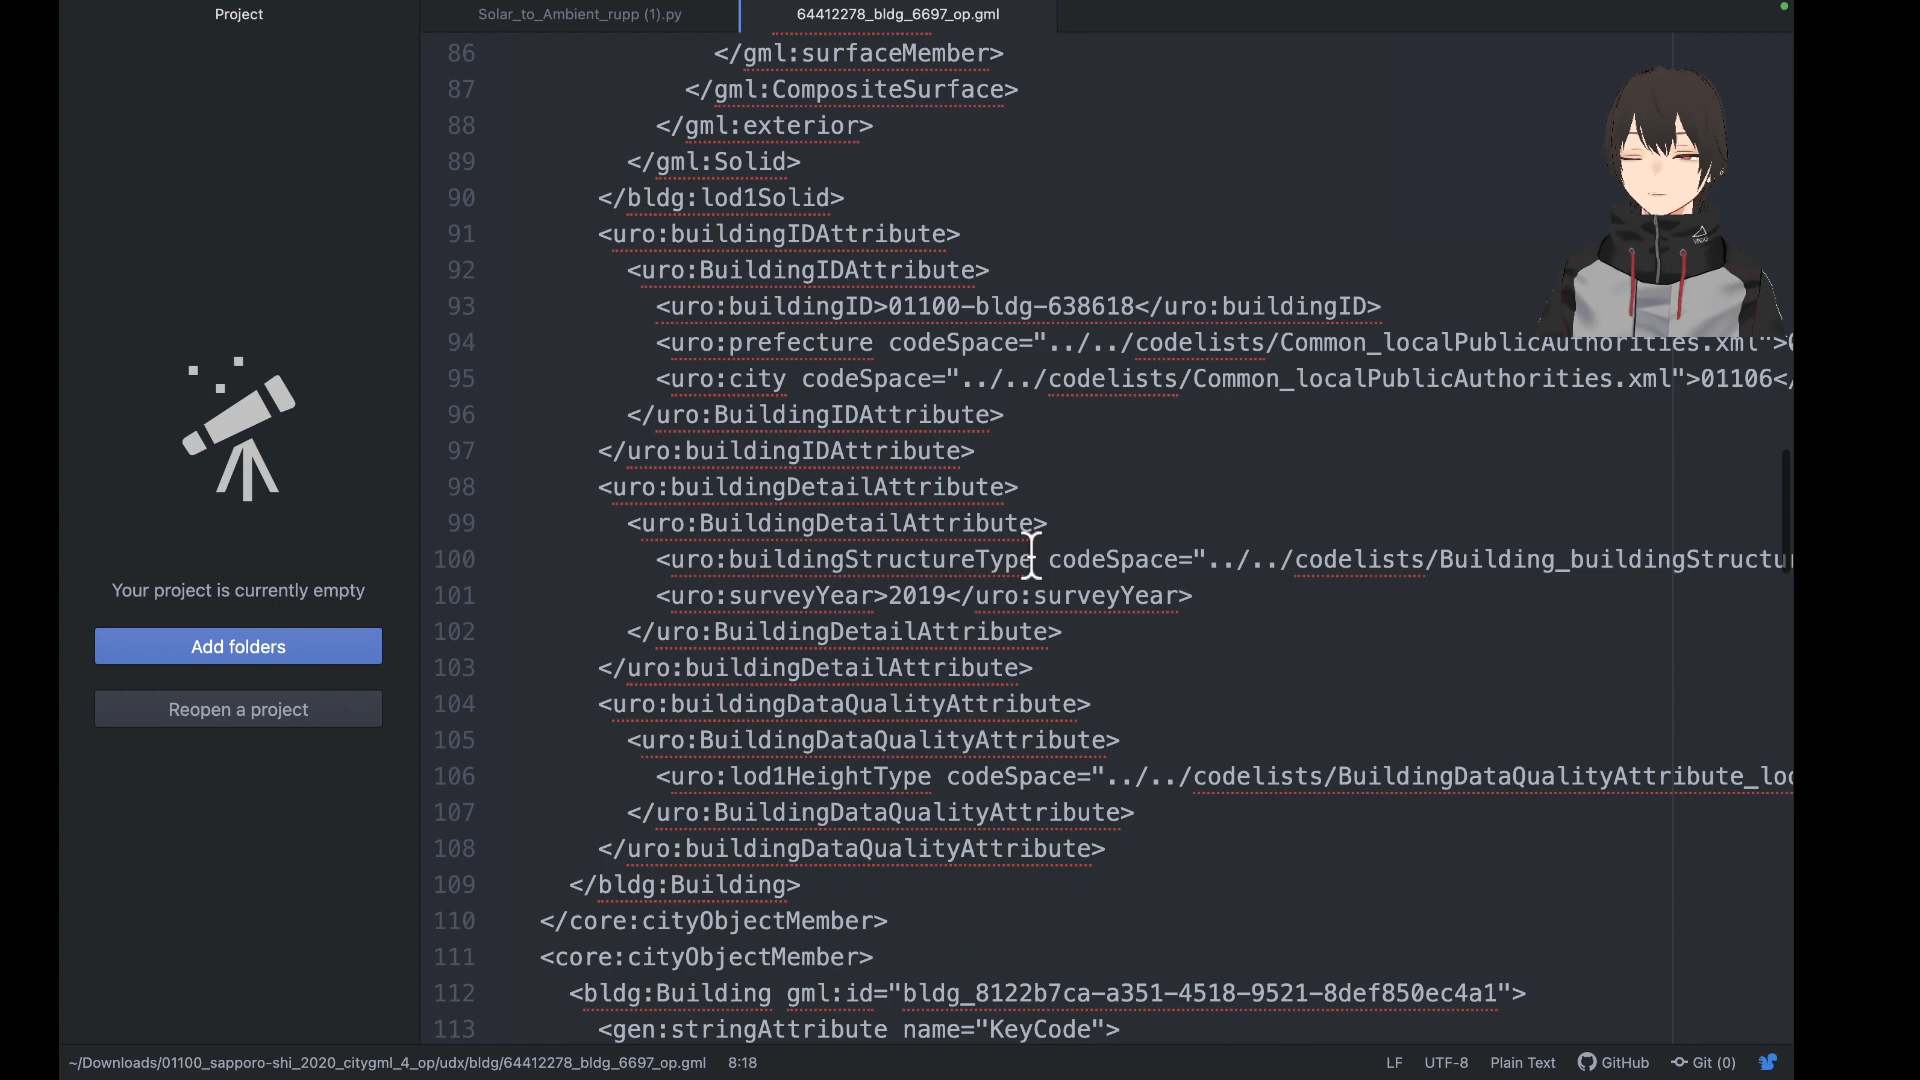 Project
Solar_to_Ambient_rupp (1).py
64412278_bldg_6697_op.gml
86 </gml:surfaceMember>
87 </gml:CompositeSurface>
88 </gml:exterior>
89 </gml:Solid>
90 </bldg:lod1Solid>
91 <uro:buildingIDAttribute>
92 <uro:BuildingIDAttribute>
93 <uro:buildingID>01100-bldg-638618</uro:buildingID>
94 <uro:prefecture codeSpace="../../codelists/Common_localPublicAuthorities.xml">
95 <uro:city codeSpace="../../codelists/Common_localPublicAuthorities.xml">01106</
96 </uro:BuildingIDAttribute>
97 </uro:buildingIDAttribute>
98 <uro:buildingDetailAttribute>
99 <uro:BuildingDetailAttribute>
100 <uro:buildingStructureType codeSpace="../../codelists/Building_buildingStructu
101 <uro:surveyYear>2019</uro:surveyYear>
102 </uro:BuildingDetailAttribute>
103 </uro:buildingDetailAttribute>
104 <uro:buildingDataQualityAttribute>
105 <uro:BuildingDataQualityAttribute>
106 <uro:lod1HeightType codeSpace="../../codelists/BuildingDataQualityAttribute_lo
107 </uro:BuildingDataQualityAttribute>
108 </uro:buildingDataQualityAttribute>
109 </bldg:Building>
110 </core:cityObjectMember>
111 <core:cityObjectMember>
112 <bldg:Building gml:id="bldg_8122b7ca-a351-4518-9521-8def850ec4a1">
113 <gen:stringAttribute name="KeyCode">
Your project is currently empty
Add folders
Reopen a project
~/Downloads/01100_sapporo-shi_2020_citygml_4_op/udx/bldg/64412278_bldg_6697_op.gml 8:18
LF UTF-8 Plain Text GitHub Git (0)